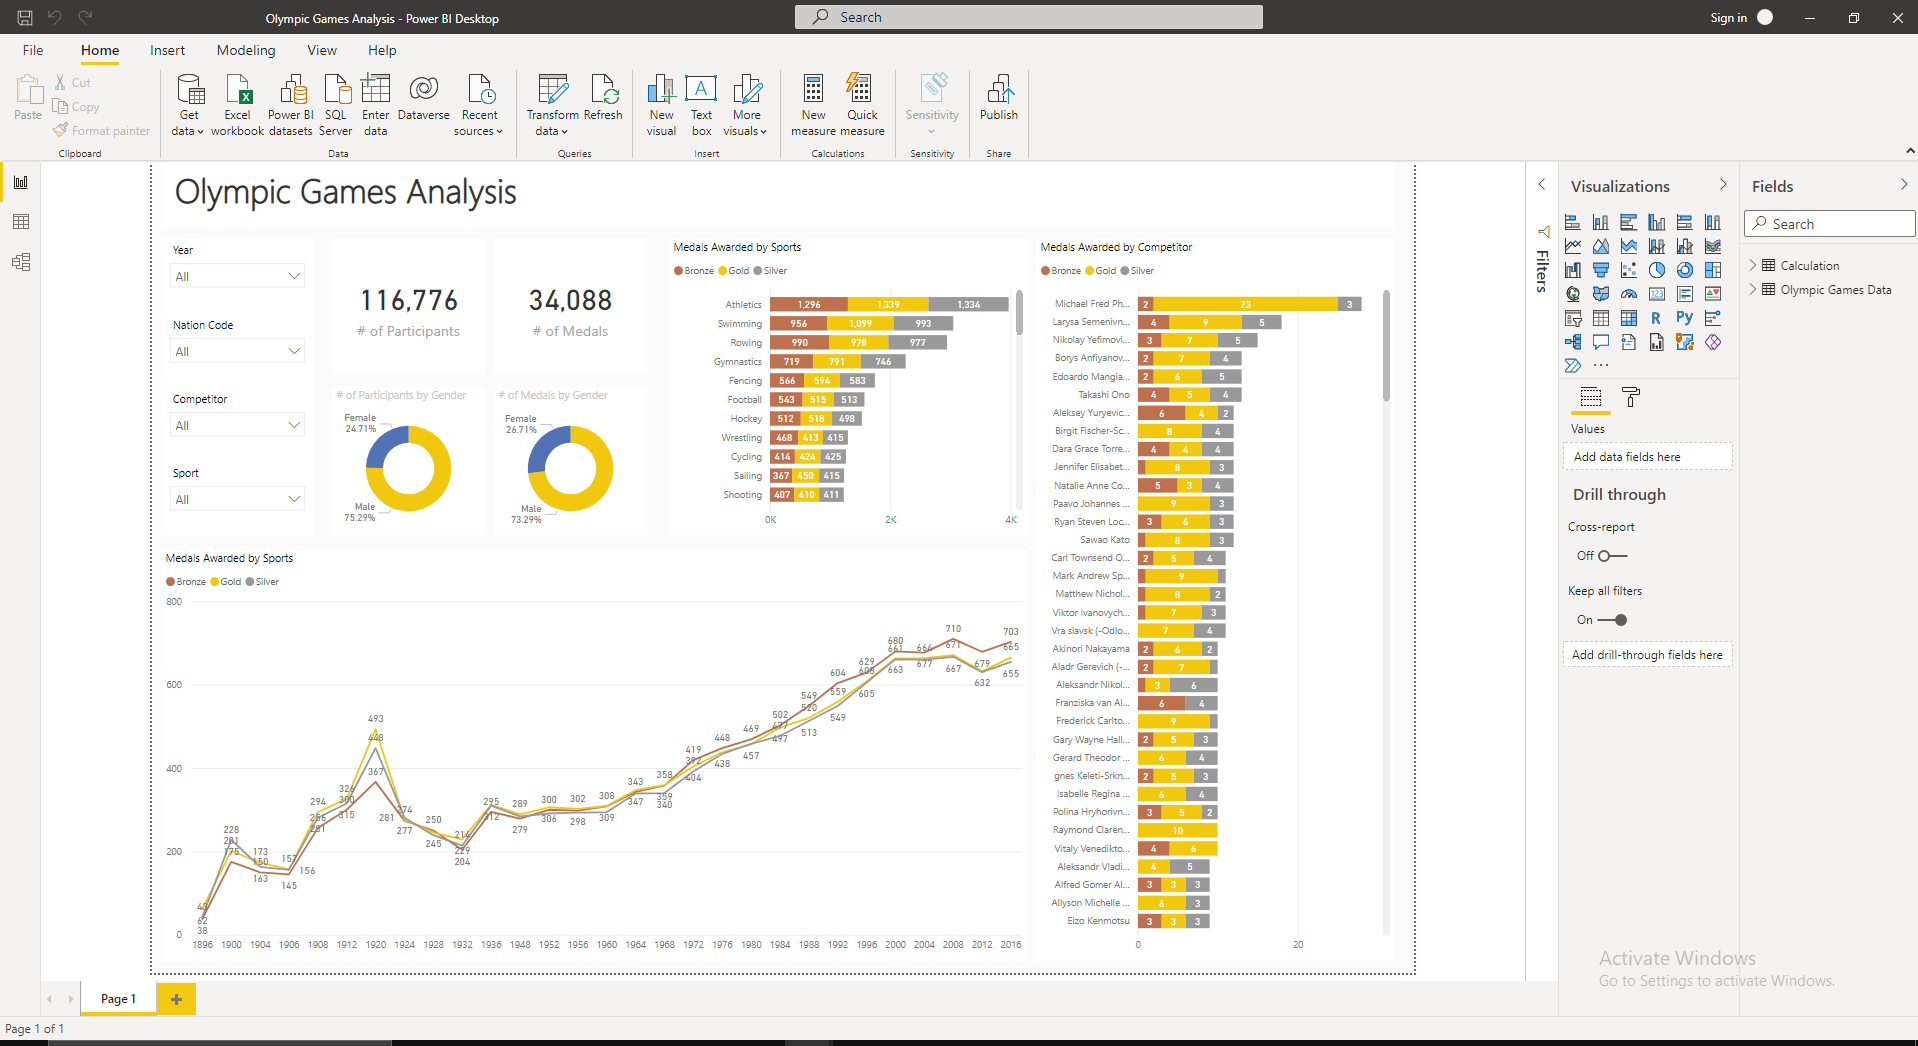 Olympic Games Analysis - Power BI Desktop
Search
Sign in
File Home Insert Modeling View Help
Paste
Cut
Copy
Format painter
Clipboard
Get data
Excel workbook
Power BI datasets
SQL Server
Enter data
Dataverse
Recent sources
Data
Transform data
Refresh
Queries
New visual
A
Text box
More visuals
Insert
New measure
Quick measure
Calculations
Sensitivity
Sensitivity
Publish
Share
Olympic Games Analysis
Year
All
Nation Code
All
Competitor
All
Sport
All
116,776
# of Participants
34,088
# of Medals
# of Participants by Gender
Female
24.71%
Male
75.29%
# of Medals by Gender
Female
26.71%
Male
73.29%
Medals Awarded by Sports
Bronze Gold Silver
Athletics 1,296 1,339 1,334
Swimming 956 1,099 993
Rowing 990 978 977
Gymnastics 719 791 746
Fencing 566 594 583
Football 543 515 513
Hockey 512 518 498
Wrestling 468 413 415
Cycling 414 424 425
Sailing 367 450 415
Shooting 407 410 411
0K 2K 4K
Medals Awarded by Competitor
Bronze Gold Silver
Michael Fred Ph... 2 23 3
Larysa Semenivn... 4 9 5
Nikolay Yefimovi... 3 7 5
Borys Anfiyanov... 2 7 4
Edoardo Mangia... 2 6 5
Takashi Ono 4 5 4
Aleksey Yuryevic... 6 4 2
Birgit Fischer-Sc... 8 4
Dara Grace Torre... 4 4 4
Jennifer Elisabet... 8 3
Natalie Anne Co... 5 3 4
Paavo Johannes ... 9 3
Ryan Steven Loc... 3 6 3
Sawao Kato 8 3
Carl Townsend O... 2 5 4
Mark Andrew Sp... 9
Matthew Nichol... 8 2
Viktor Ivanovych... 7 3
Vra slavsk (-Odlo... 7 4
Akinori Nakayama 2 6 2
Aladr Gerevich (-... 2 7
Aleksandr Nikol... 3 6
Franziska van Al... 6 4
Frederick Carlto... 9
Gary Wayne Hall... 2 5 3
Gerard Theodor ... 6 4
gnes Keleti-Srkn... 2 5 3
Isabelle Regina ... 6 4
Polina Hryhorivn... 3 5 2
Raymond Claren... 10
Vitaly Venedikto... 4 6
Aleksandr Vladi... 4 5
Alfred Gomer Al... 3 3 3
Allyson Michelle ... 6 3
Eizo Kenmotsu 3 3 3
0 20
Medals Awarded by Sports
Bronze Gold Silver
800
600
400
200
0
62
38
228
175
173
150
163
156
145
294
256
281
300
315
493
448
367
281
274
277
250
245
214
229
204
295
312
289
279
300
306
302
298
308
309
343
347
358
359
340
419
392
404
448
438
469
457
502
477
497
549
520
513
604
559
549
629
608
605
680
661
663
664
677
710
671
667
679
632
703
665
655
1896 1900 1904 1906 1908 1912 1920 1924 1928 1932 1936 1948 1952 1956 1960 1964 1968 1972 1976 1980 1984 1988 1992 1996 2000 2004 2008 2012 2016
Filters
Visualizations
123
R Py
...
Values
Add data fields here
Drill through
Cross-report
Off
Keep all filters
On
Add drill-through fields here
Fields
Search
Calculation
Olympic Games Data
Activate Windows
Go to Settings to activate Windows.
Page 1
+
Page 1 of 1